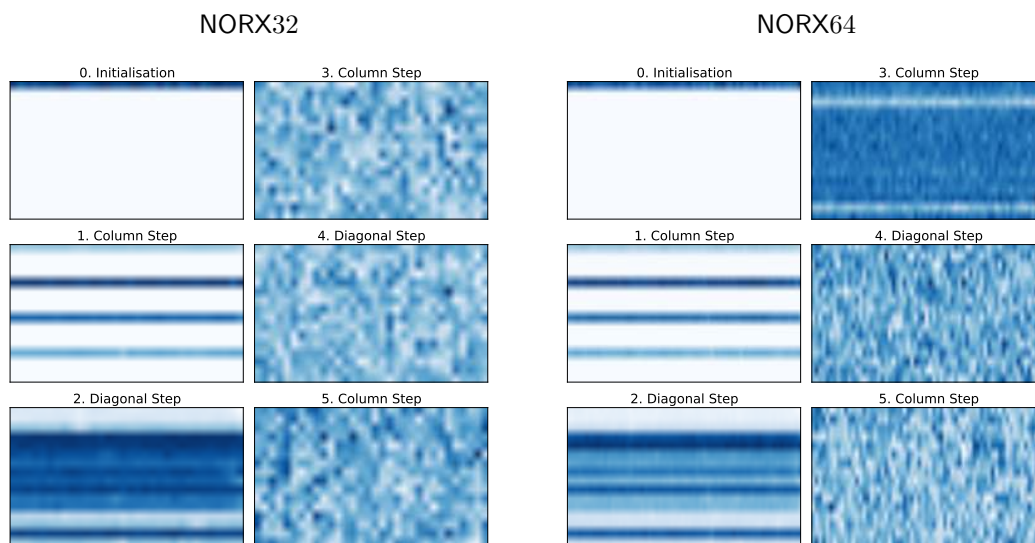 NORX32
0. Initialisation
3. Column Step
1. Column Step
4. Diagonal Step
2. Diagonal Step
5. Column Step
NORX64
0. Initialisation
3. Column Step
1. Column Step
4. Diagonal Step
2. Diagonal Step
5. Column Step